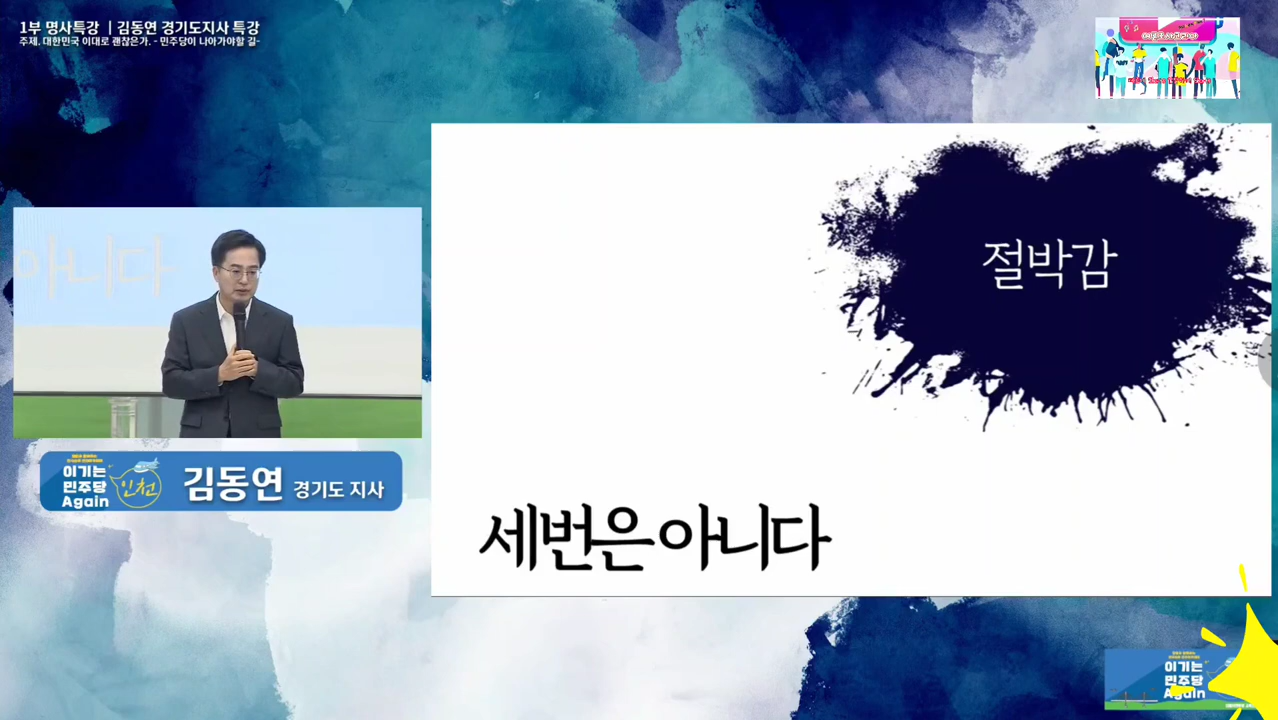 1부 명사특강 | 김동연 경기도지사 특강
주제. 대한민국 이대로 괜찮은가. - 민주당이 나아가야할 길-
절박감
아니다
이기는
민주당
Again
인천
김동연 경기도 지사
세번은 아니다
이기는
민주당
Again